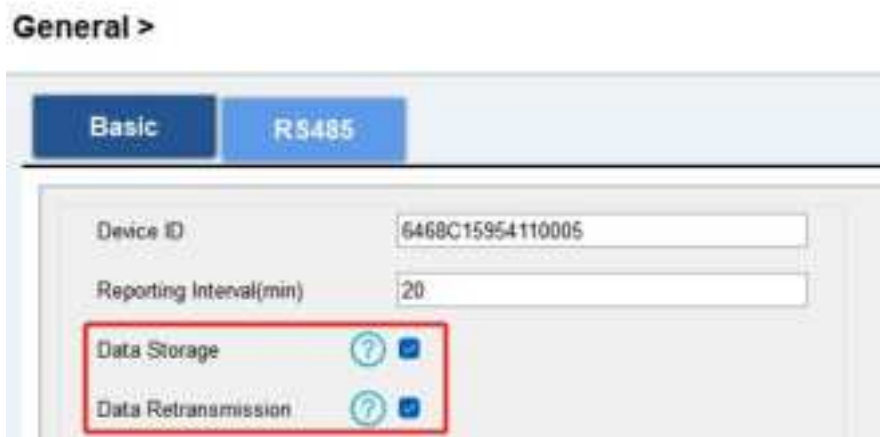 General >
Basic RS485
Device ID 6468C15954110005
Reporting Interval(min) 20
Data Storage ?
Data Retransmission ?